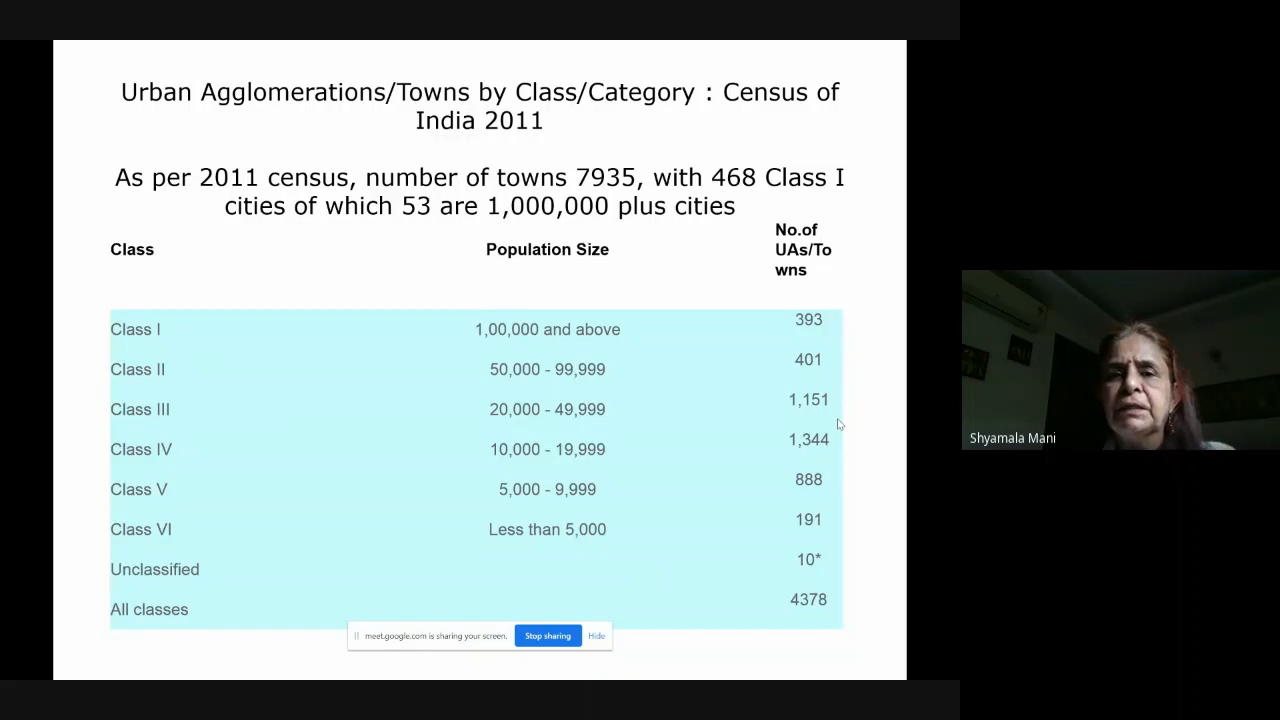 Urban Agglomerations/Towns by Class/Category : Census of
India 2011
As per 2011 census, number of towns 7935, with 468 Class I
cities of which 53 are 1,000,000 plus cities
Class Population Size No.of
UAs/To
wns
Class I 1,00,000 and above 393
Class II 50,000 - 99,999 401
Class III 20,000 - 49,999 1,151
Class IV 10,000 - 19,999 1,344
Class V 5,000 - 9,999 888
Class VI Less than 5,000 191
Unclassified 10*
All classes 4378
meet.google.com is sharing your screen. Stop sharing Hide
Shyamala Mani